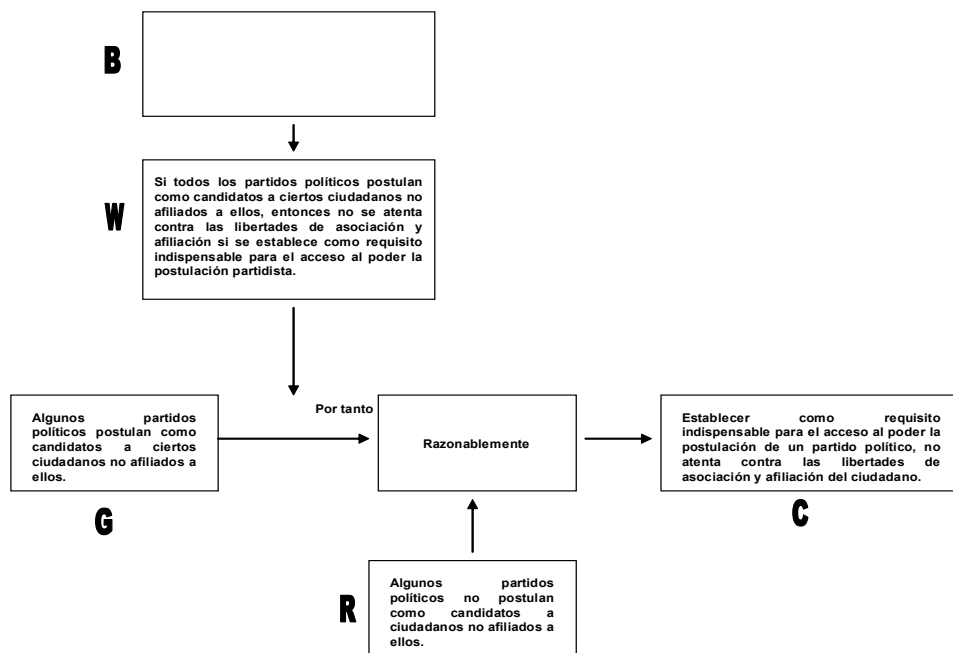 B
W
Si todos los partidos políticos postulan
como candidatos a ciertos ciudadanos no
afiliados a ellos, entonces no se atenta
contra las libertades de asociación y
afiliación si se establece como requisito
indispensable para el acceso al poder la
postulación partidista.
Por tanto
Algunos partidos
políticos postulan como
candidatos a ciertos
ciudadanos no afiliados a
ellos.
G
Razonablemente
Establecer como requisito
indispensable para el acceso al poder la
postulación de un partido político, no
atenta contra las libertades de
asociación y afiliación del ciudadano.
C
R
Algunos partidos
políticos no postulan
como candidatos a
ciudadanos no afiliados a
ellos.